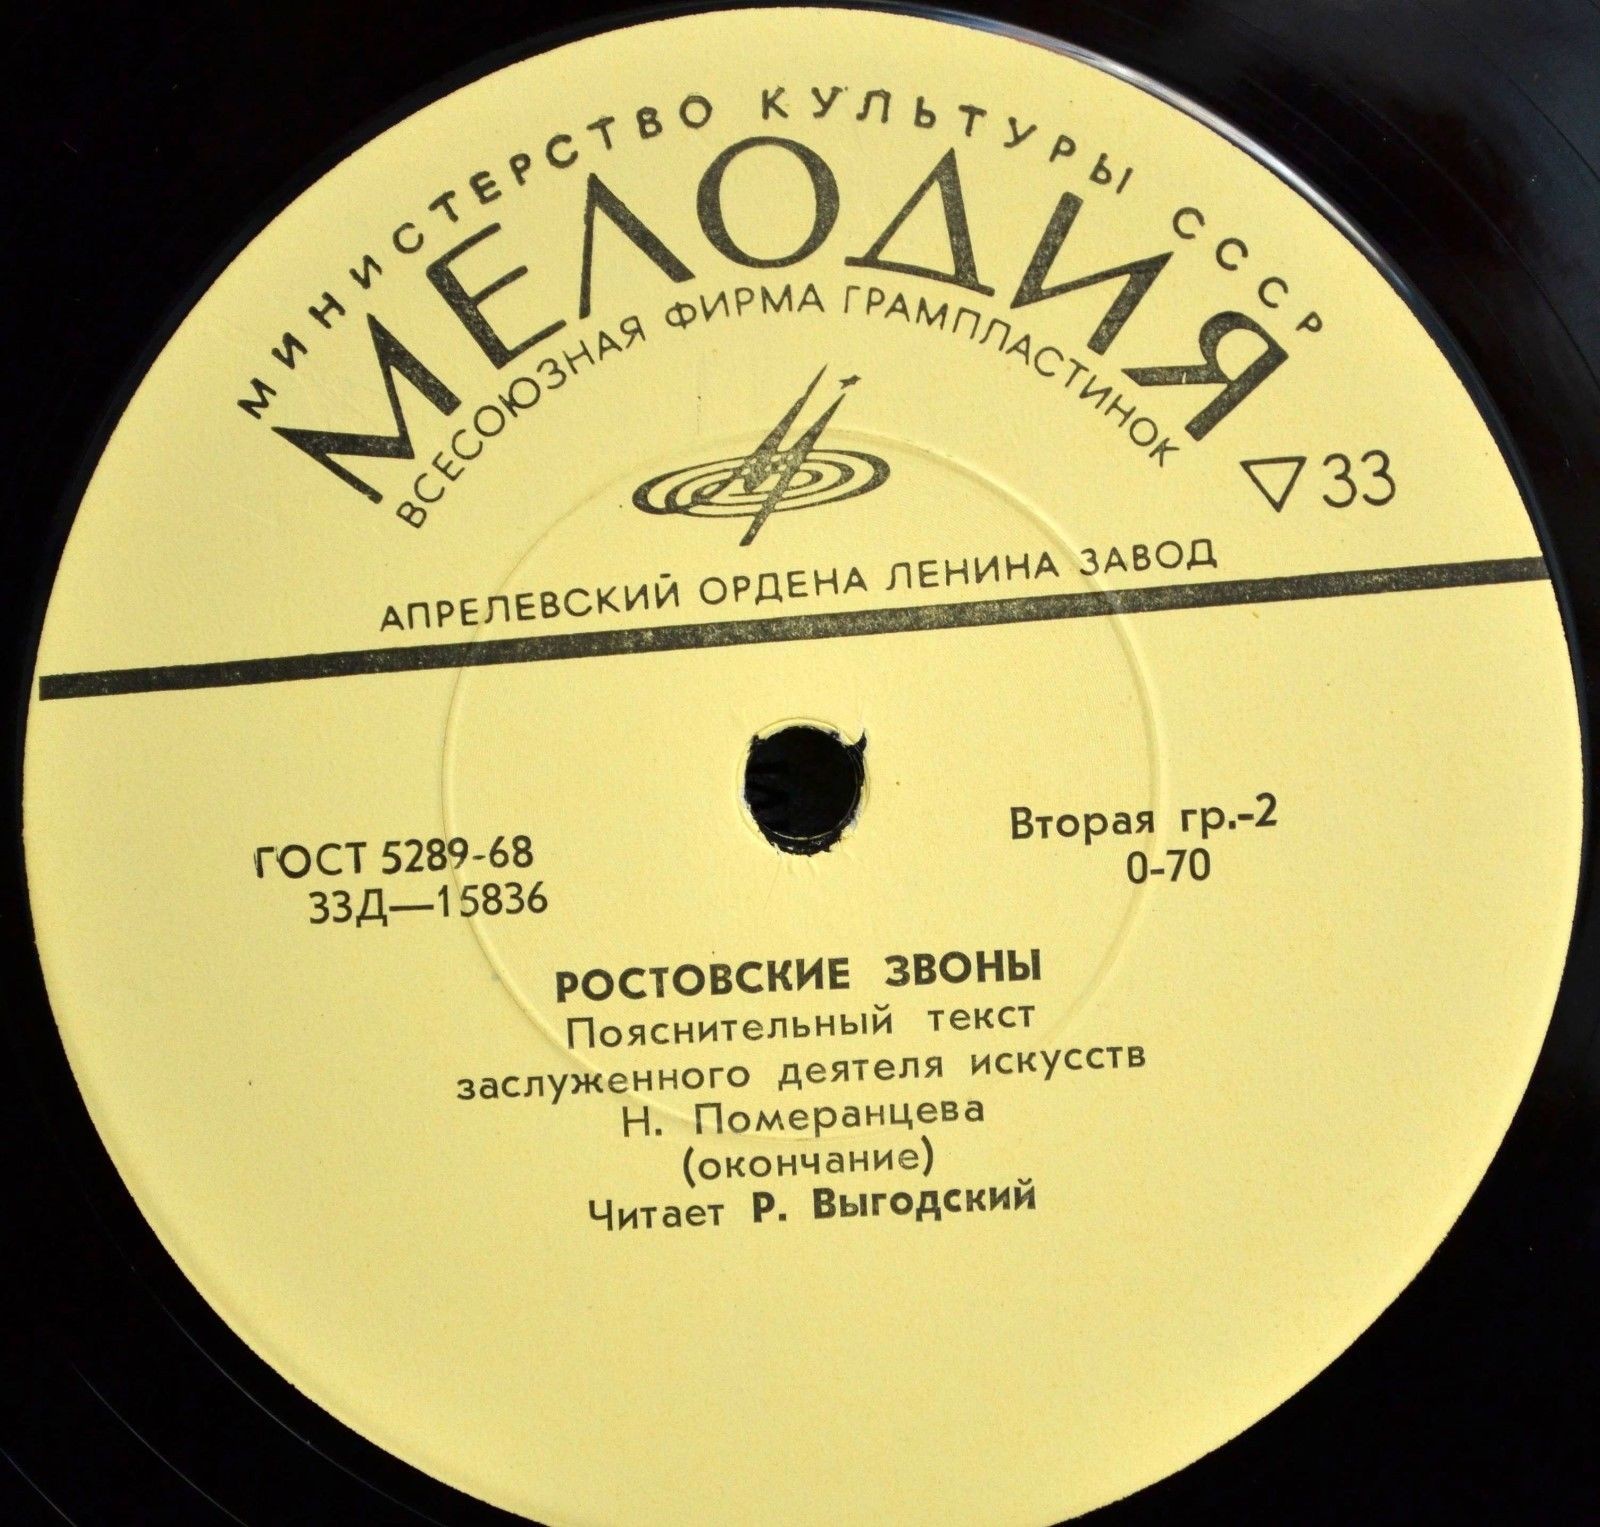 МИНИСТЕРСТВО КУЛЬТУРЫ СССР
МЕЛОДИЯ
ВСЕСОЮЗНАЯ ФИРМА ГРАМПЛАСТИНОК
33
АПРЕЛЕВСКИЙ ОРДЕНА ЛЕНИНА ЗАВОД
ГОСТ 5289-68
33Д—15836
Вторая гр.-2
0-70
РОСТОВСКИЕ ЗВОНЫ
Пояснительный текст
заслуженного деятеля искусств
Н. Померанцева
(окончание)
Читает Р. Выгодский